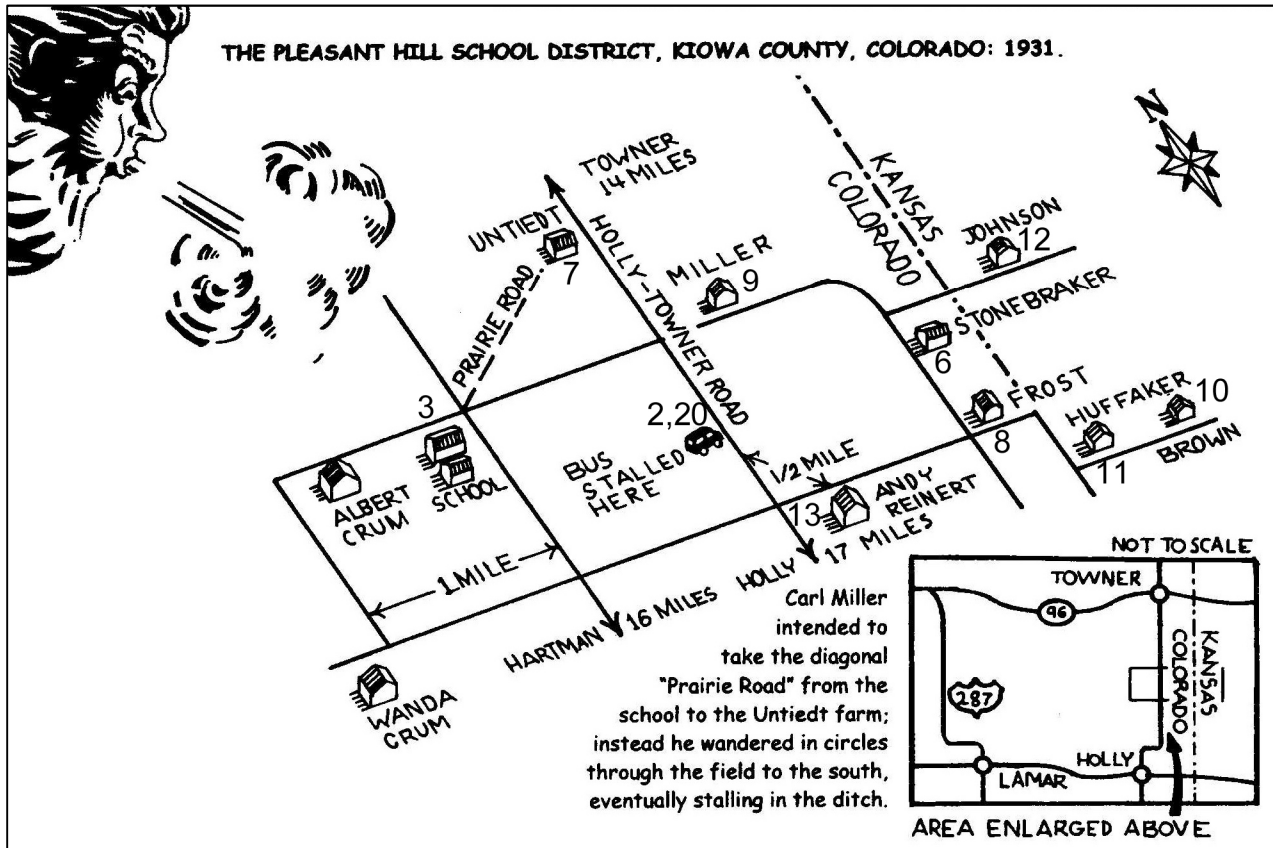 THE PLEASANT HILL SCHOOL DISTRICT, KIOWA COUNTY, COLORADO: 1931.
N
TOWNER
14 MILES
KANSAS
COLORADO
UNTIEDT
7
HOLLY-TOWNER ROAD
MILLER
9
JOHNSON
12
PRAIRIE ROAD
STONEBRAKER
6
3
2,20
FROST
8
HUFFAKER
11
10
BROWN
ALBERT
CRUM
SCHOOL
BUS
STALLED
HERE
1/2 MILE
13
ANDY
REINERT
1 MILE
HOLLY 17 MILES
HARTMAN 16 MILES
WANDA
CRUM
Carl Miller
intended to
take the diagonal
"Prairie Road" from the
school to the Untiedt farm;
instead he wandered in circles
through the field to the south,
eventually stalling in the ditch.
NOT TO SCALE
TOWNER
96
KANSAS
COLORADO
287
HOLLY
LAMAR
AREA ENLARGED ABOVE